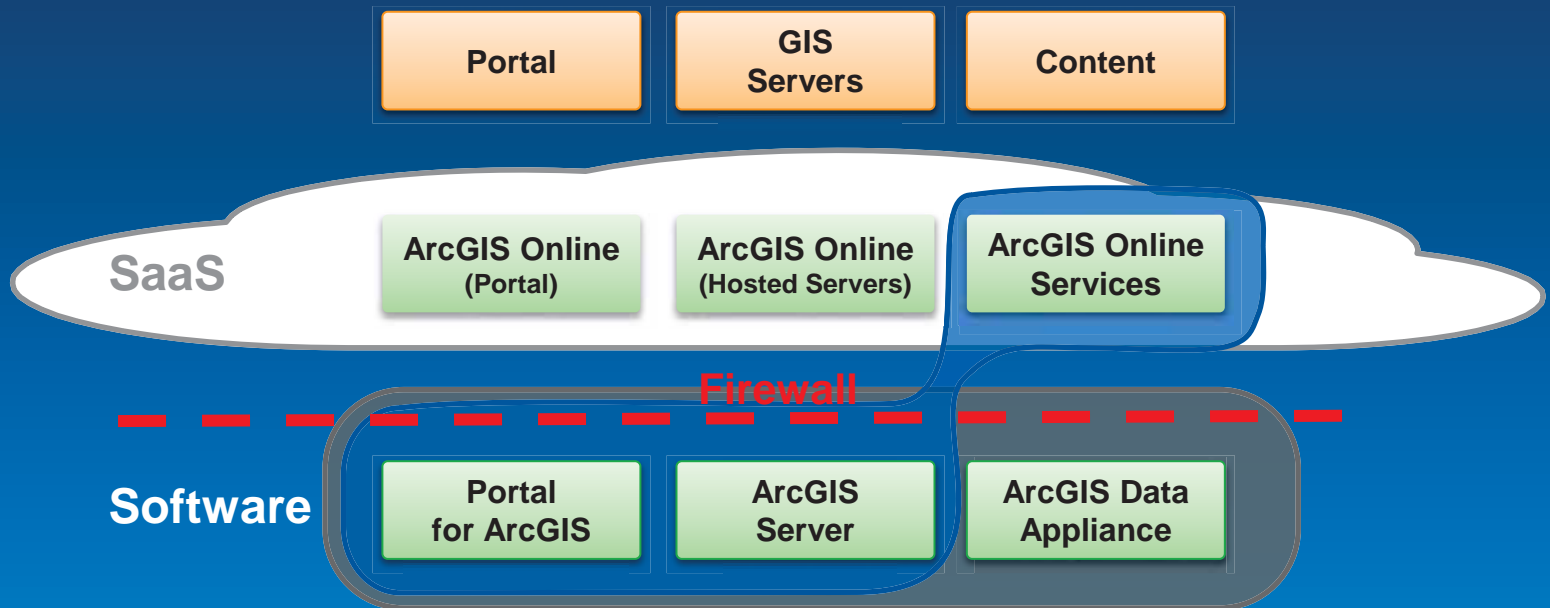 Portal
GIS
Servers
Content
SaaS
ArcGIS Online
(Portal)
ArcGIS Online
(Hosted Servers)
ArcGIS Online
Services
Firewall
Software
Portal
for ArcGIS
ArcGIS
Server
ArcGIS Data
Appliance